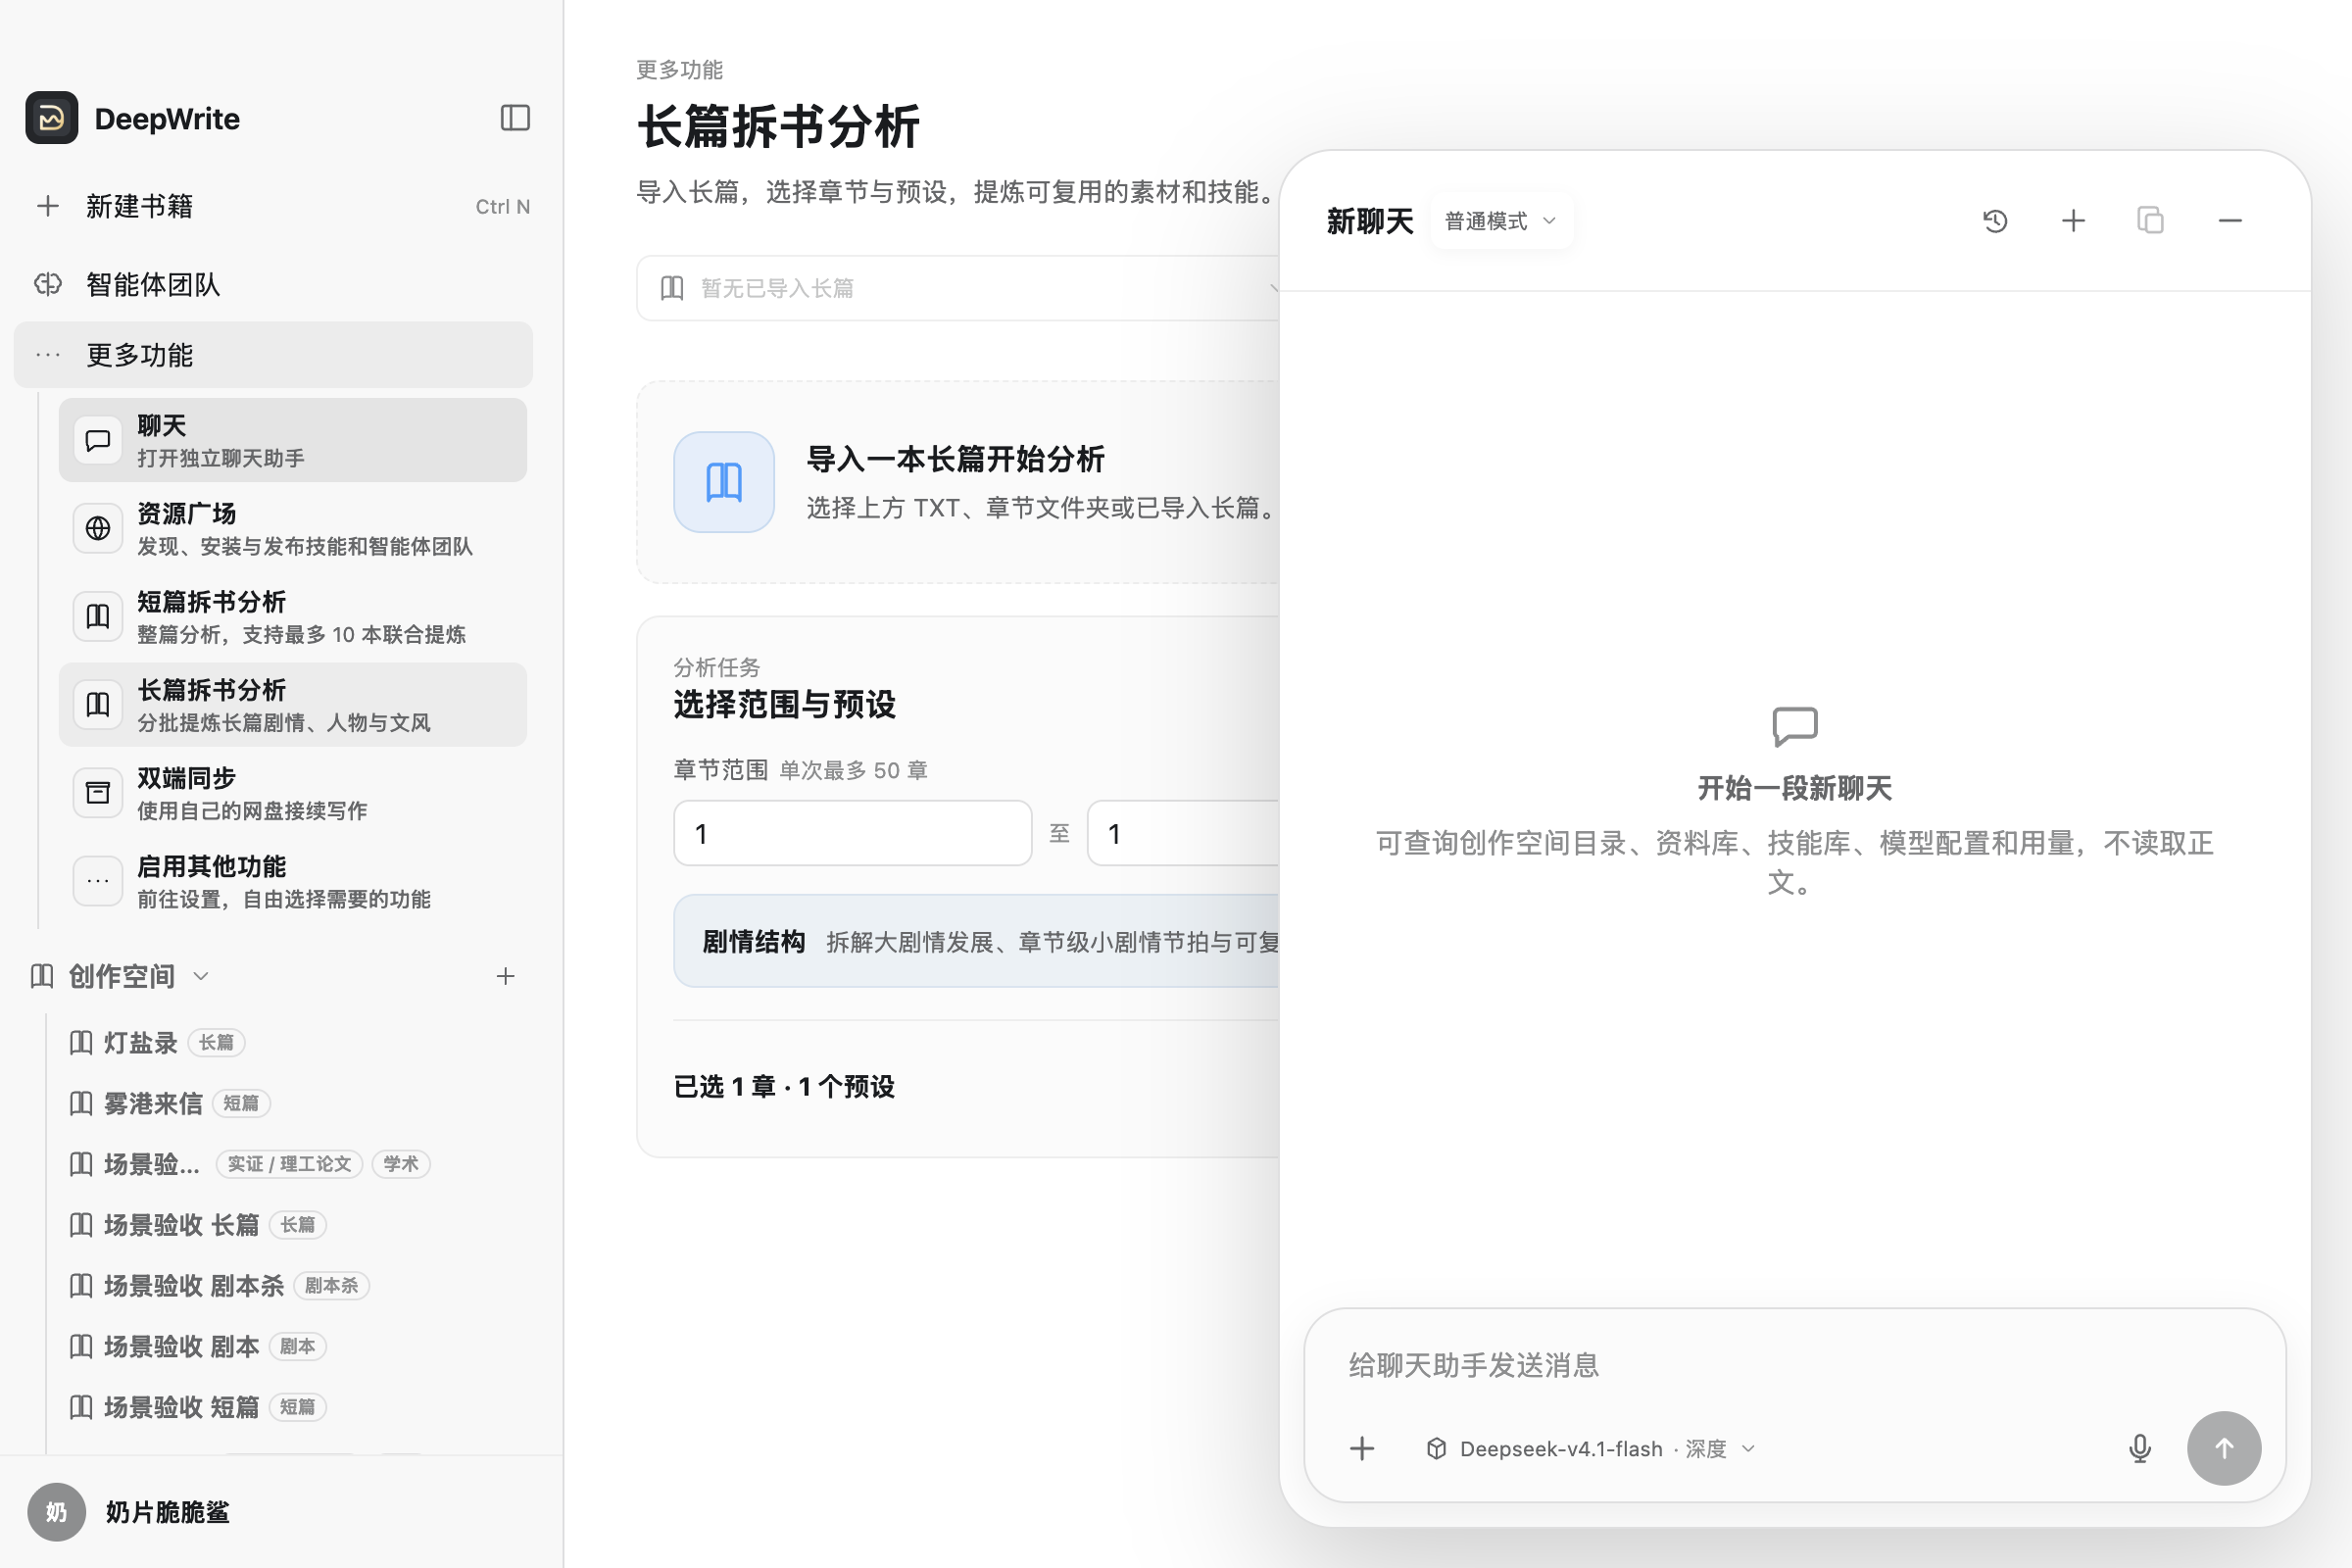 DeepWrite
新建书籍 Ctrl N
智能体团队
更多功能
聊天
打开独立聊天助手
资源广场
发现、安装与发布技能和智能体团队
短篇拆书分析
整篇分析，支持最多 10 本联合提炼
长篇拆书分析
分批提炼长篇剧情、人物与文风
双端同步
使用自己的网盘接续写作
启用其他功能
前往设置，自由选择需要的功能
创作空间
灯盐录 长篇
雾港来信 短篇
场景验... 实证 / 理工论文 学术
场景验收 长篇 长篇
场景验收 剧本杀 剧本杀
场景验收 剧本 剧本
场景验收 短篇 短篇
奶 奶片脆脆鲨
更多功能
长篇拆书分析
导入长篇，选择章节与预设，提炼可复用的素材和技能。
暂无已导入长篇
导入一本长篇开始分析
选择上方 TXT、章节文件夹或已导入长篇。
分析任务
选择范围与预设
章节范围 单次最多 50 章
1 至 1
剧情结构 拆解大剧情发展、章节级小剧情节拍与可复
已选 1 章 · 1 个预设
新聊天 普通模式
开始一段新聊天
可查询创作空间目录、资料库、技能库、模型配置和用量，不读取正
文。
给聊天助手发送消息
Deepseek-v4.1-flash · 深度